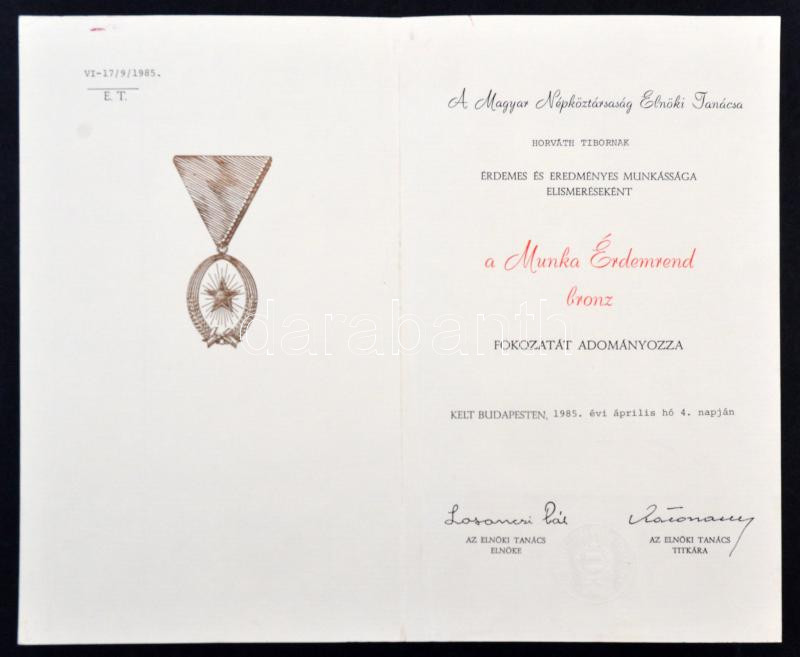 VI-17/9/1985.
E. T.
A Magyar Népköztársaság Elnöki Tanácsa
HORVÁTH TIBORNAK
ÉRDEMES ÉS EREDMÉNYES MUNKÁSSÁGA
ELISMERÉSEKÉNT
a Munka Érdemrend
bronz
FOKOZATÁT ADOMÁNYOZZA
KELT BUDAPESTEN, 1985. évi április hó 4. napján
Losonczi Pál
AZ ELNÖKI TANÁCS
ELNÖKE
AZ ELNÖKI TANÁCS
TITKÁRA
darabanth